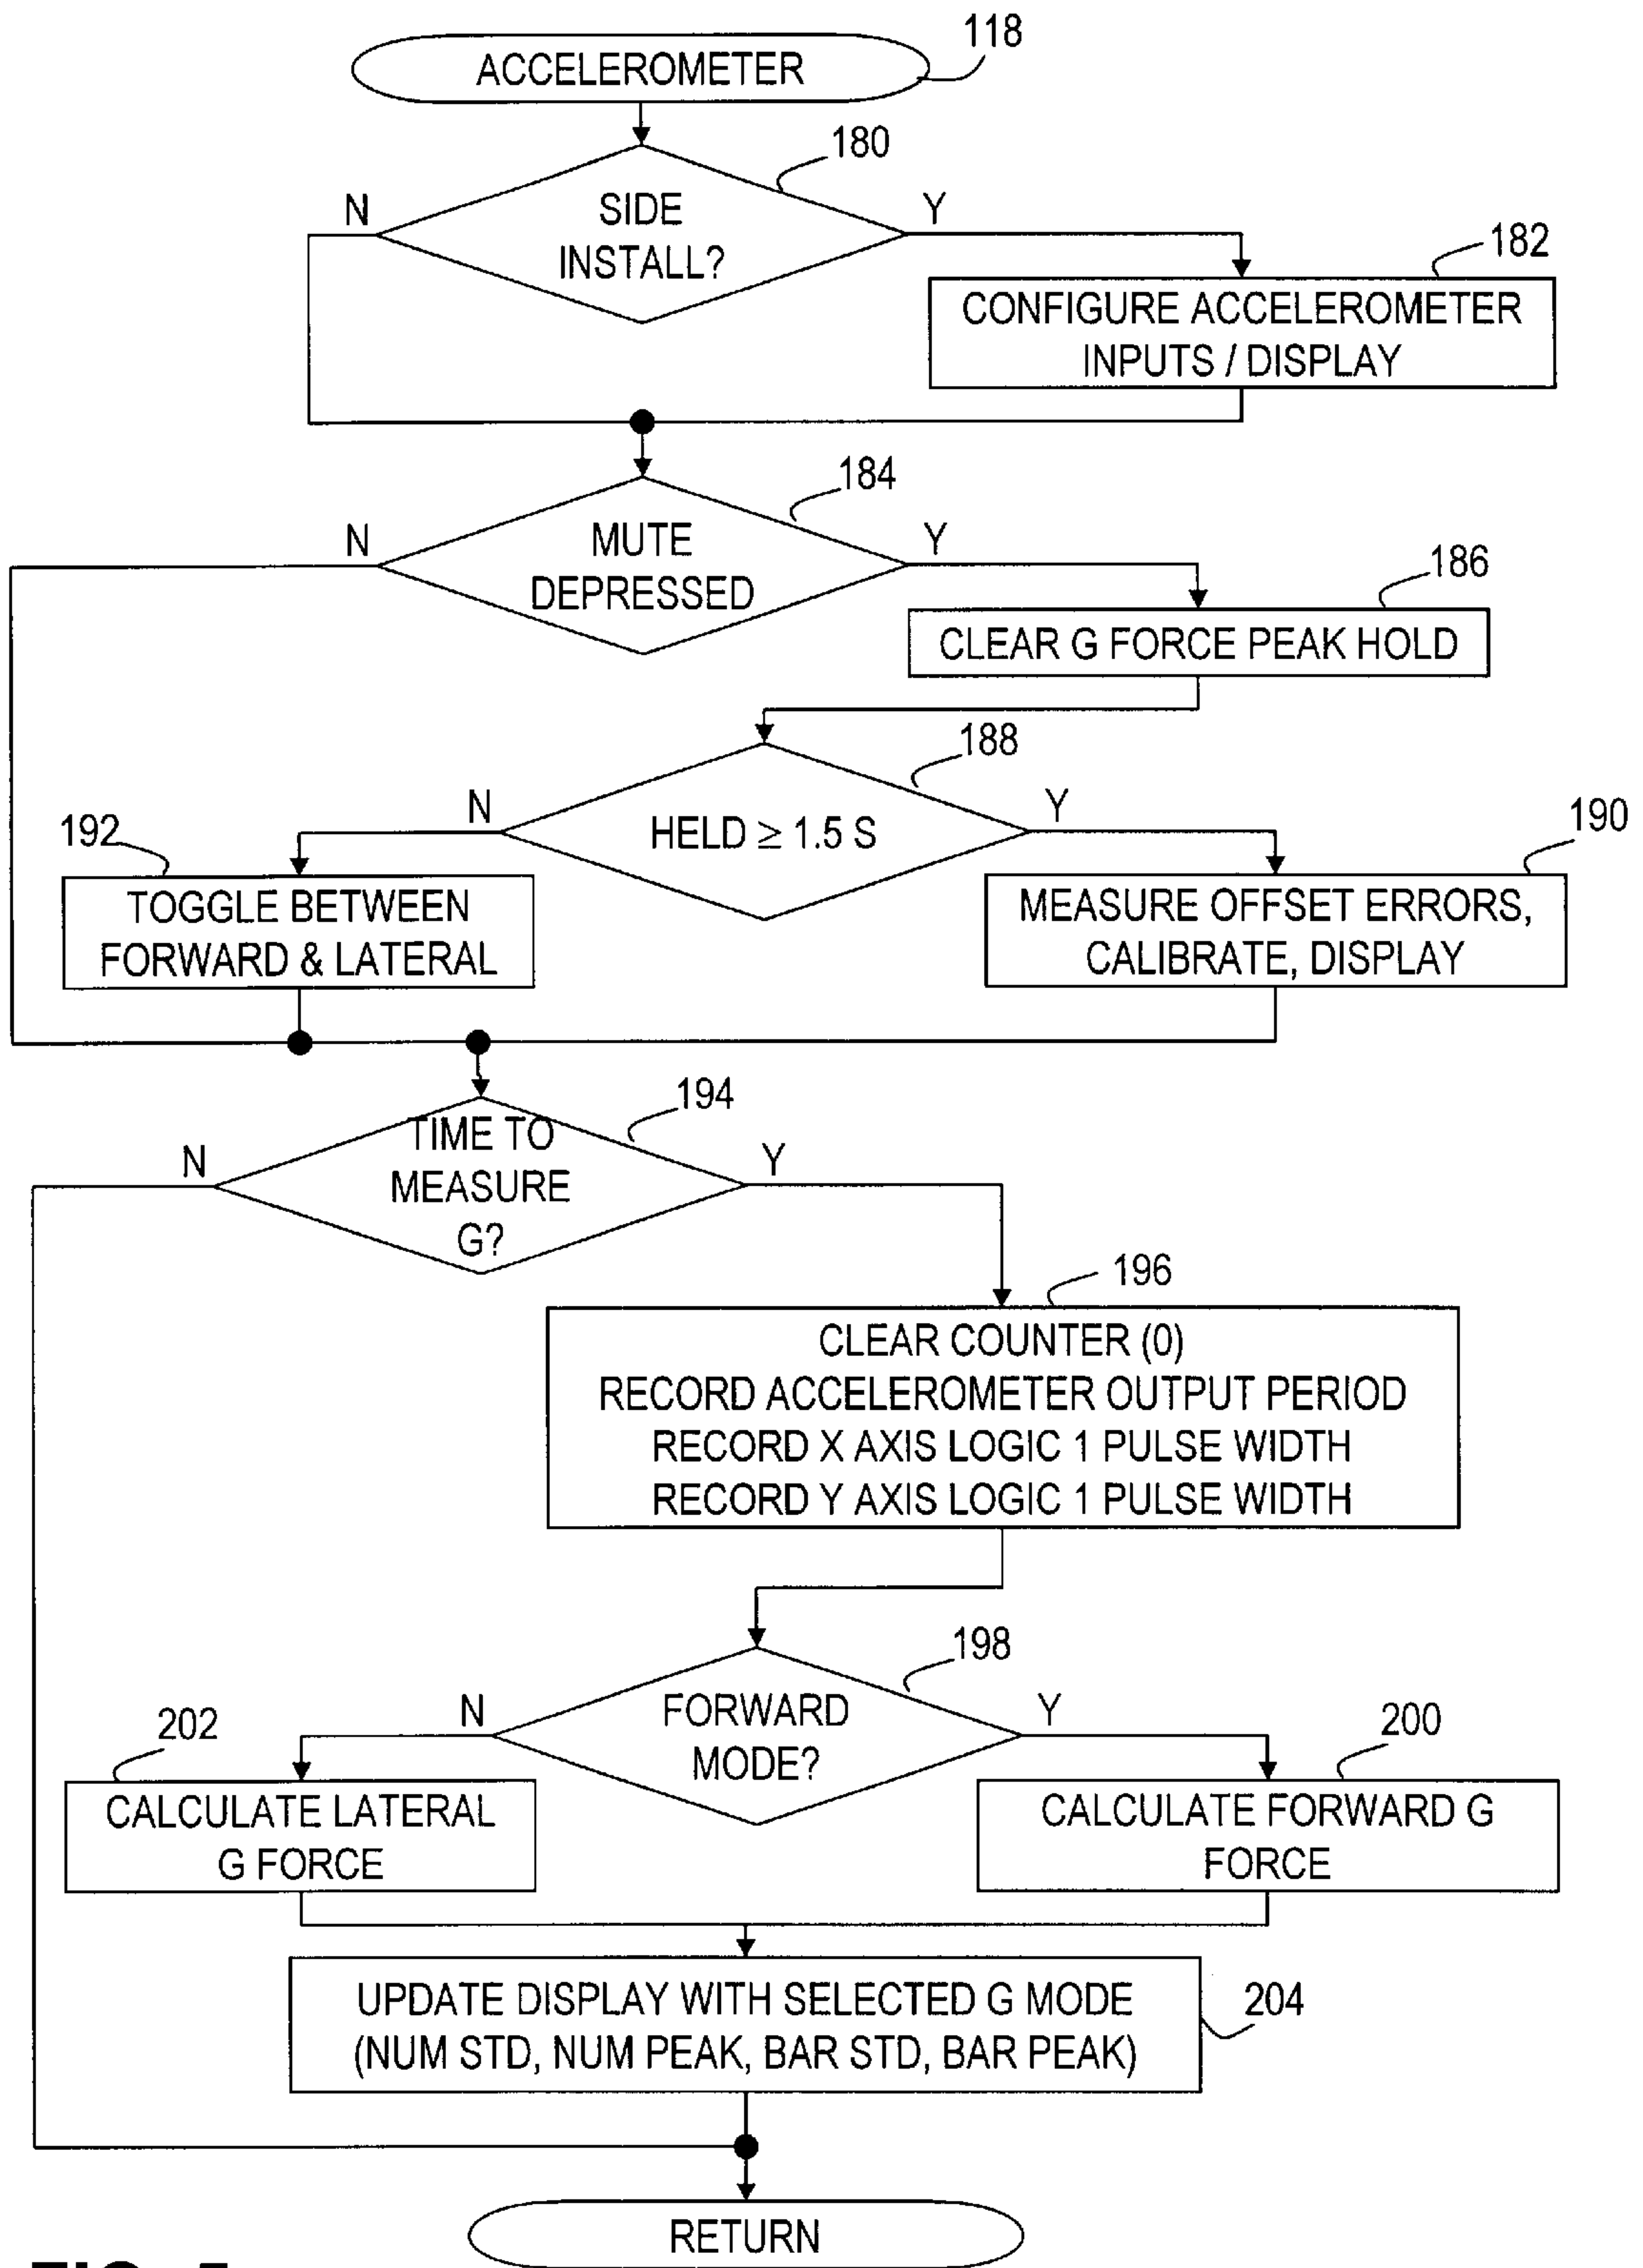 118
ACCELEROMETER
180
N
SIDE
INSTALL?
Y
182
CONFIGURE ACCELEROMETER
INPUTS / DISPLAY
184
N
MUTE
DEPRESSED
Y
186
CLEAR G FORCE PEAK HOLD
188
N
HELD ≥ 1.5 S
Y
192
190
TOGGLE BETWEEN
FORWARD & LATERAL
MEASURE OFFSET ERRORS,
CALIBRATE, DISPLAY
194
N
TIME TO
MEASURE
G?
Y
196
CLEAR COUNTER (0)
RECORD ACCELEROMETER OUTPUT PERIOD
RECORD X AXIS LOGIC 1 PULSE WIDTH
RECORD Y AXIS LOGIC 1 PULSE WIDTH
198
N
FORWARD
MODE?
Y
202
200
CALCULATE LATERAL
G FORCE
CALCULATE FORWARD G
FORCE
UPDATE DISPLAY WITH SELECTED G MODE
(NUM STD, NUM PEAK, BAR STD, BAR PEAK)
204
RETURN